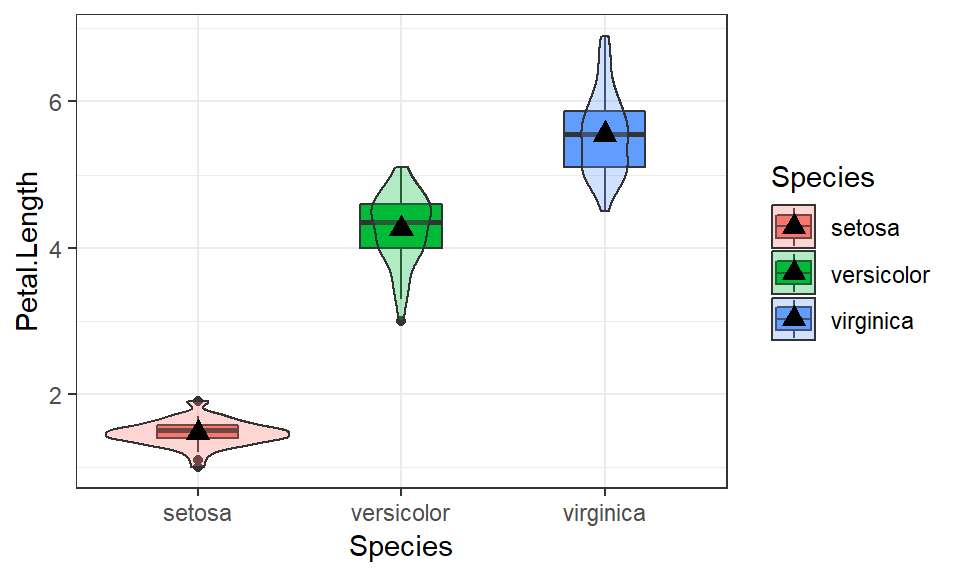 Petal.Length
6
4
2
setosa
versicolor
virginica
Species
Species
setosa
versicolor
virginica